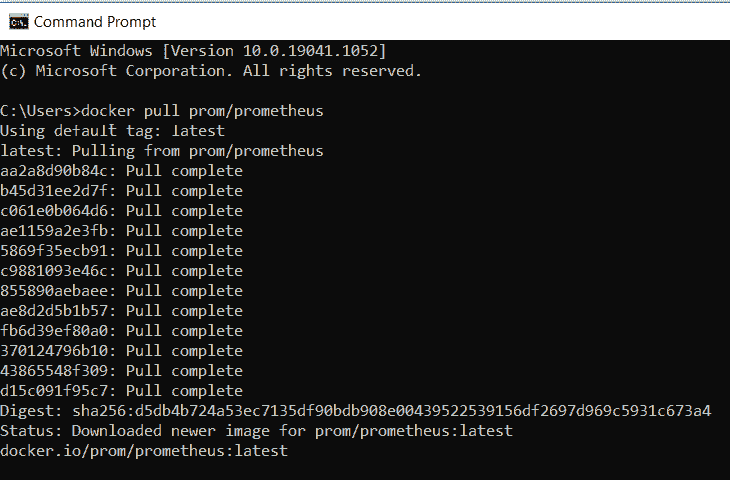 Command Prompt
Microsoft Windows [Version 10.0.19041.1052]
(c) Microsoft Corporation. All rights reserved.
C:\Users>docker pull prom/prometheus
Using default tag: latest
latest: Pulling from prom/prometheus
aa2a8d90b84c: Pull complete
b45d31ee2d7f: Pull complete
c061e0b064d6: Pull complete
ae1159a2e3fb: Pull complete
5869f35ecb91: Pull complete
c9881093e46c: Pull complete
855890aebaee: Pull complete
ae8d2d5b1b57: Pull complete
fb6d39ef80a0: Pull complete
370124796b10: Pull complete
43865548f309: Pull complete
d15c091f95c7: Pull complete
Digest: sha256:d5db4b724a53ec7135df90bdb908e00439522539156df2697d969c5931c673a4
Status: Downloaded newer image for prom/prometheus:latest
docker.io/prom/prometheus:latest